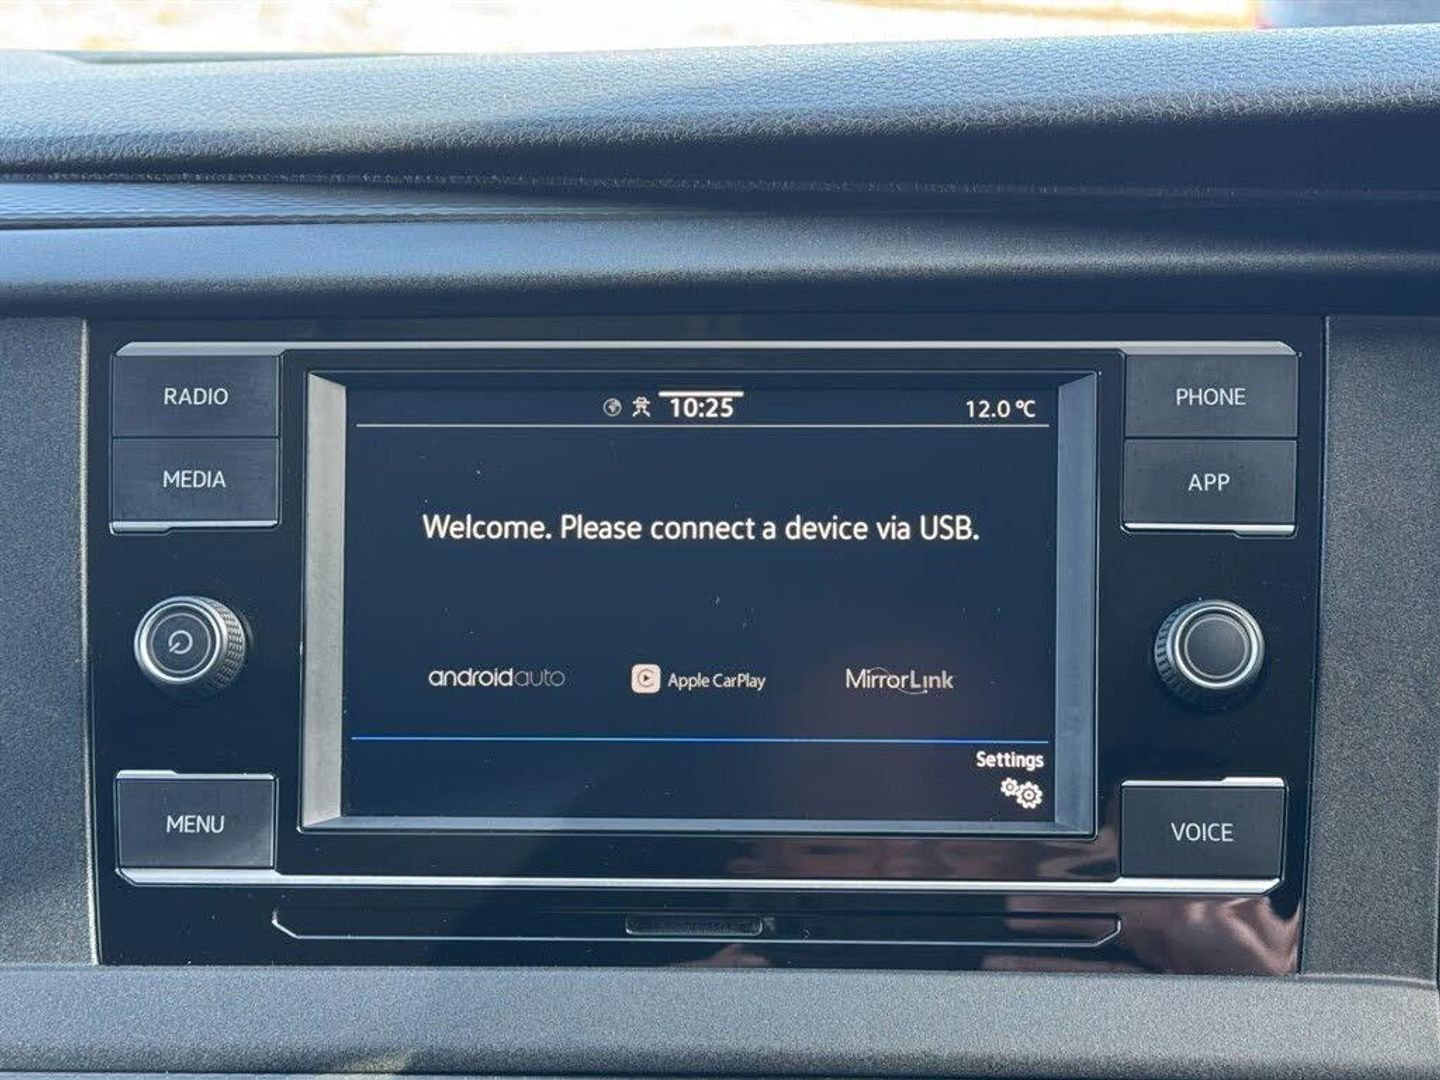 RADIO
MEDIA
MENU
10:25
12.0 °C
Welcome. Please connect a device via USB.
androidauto
Apple CarPlay
MirrorLink
Settings
PHONE
APP
VOICE